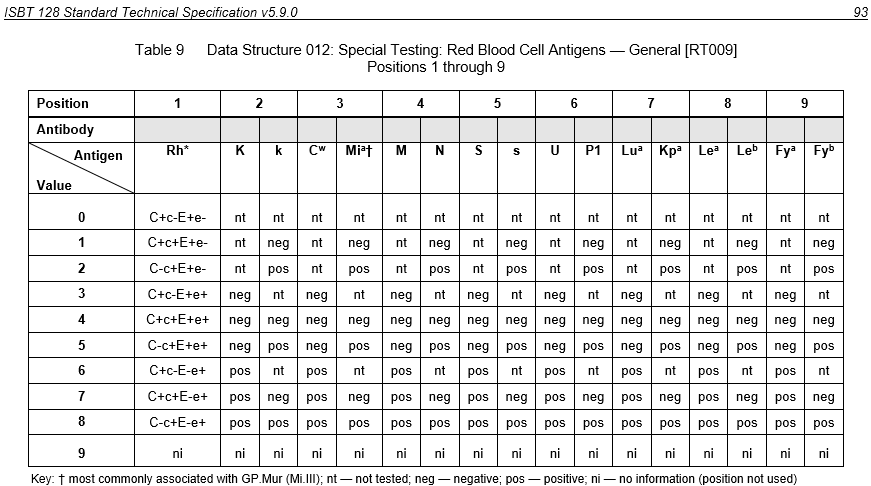 ISBT 128 Standard Technical Specification v5.9.0 93
Table 9 Data Structure 012: Special Testing: Red Blood Cell Antigens — General [RT009]
Positions 1 through 9
Position 1 2 3 4 5 6 7 8 9
Antibody
Antigen Rh* K k Cʷ Miᵃ† M N S s U P1 Luᵃ Kpᵃ Leᵃ Leᵇ Fyᵃ Fyᵇ
Value
0 C+c-E+e- nt nt nt nt nt nt nt nt nt nt nt nt nt nt nt nt
1 C+c+E+e- nt neg nt neg nt neg nt neg nt neg nt neg nt neg nt neg
2 C-c+E+e- nt pos nt pos nt pos nt pos nt pos nt pos nt pos nt pos
3 C+c-E+e+ neg nt neg nt neg nt neg nt neg nt neg nt neg nt neg nt
4 C+c+E+e+ neg neg neg neg neg neg neg neg neg neg neg neg neg neg neg neg
5 C-c+E+e+ neg pos neg pos neg pos neg pos neg pos neg pos neg pos neg pos
6 C+c-E-e+ pos nt pos nt pos nt pos nt pos nt pos nt pos nt pos nt
7 C+c+E-e+ pos neg pos neg pos neg pos neg pos neg pos neg pos neg pos neg
8 C-c+E-e+ pos pos pos pos pos pos pos pos pos pos pos pos pos pos pos pos
9 ni ni ni ni ni ni ni ni ni ni ni ni ni ni ni ni ni
Key: † most commonly associated with GP.Mur (Mi.III); nt — not tested; neg — negative; pos — positive; ni — no information (position not used)